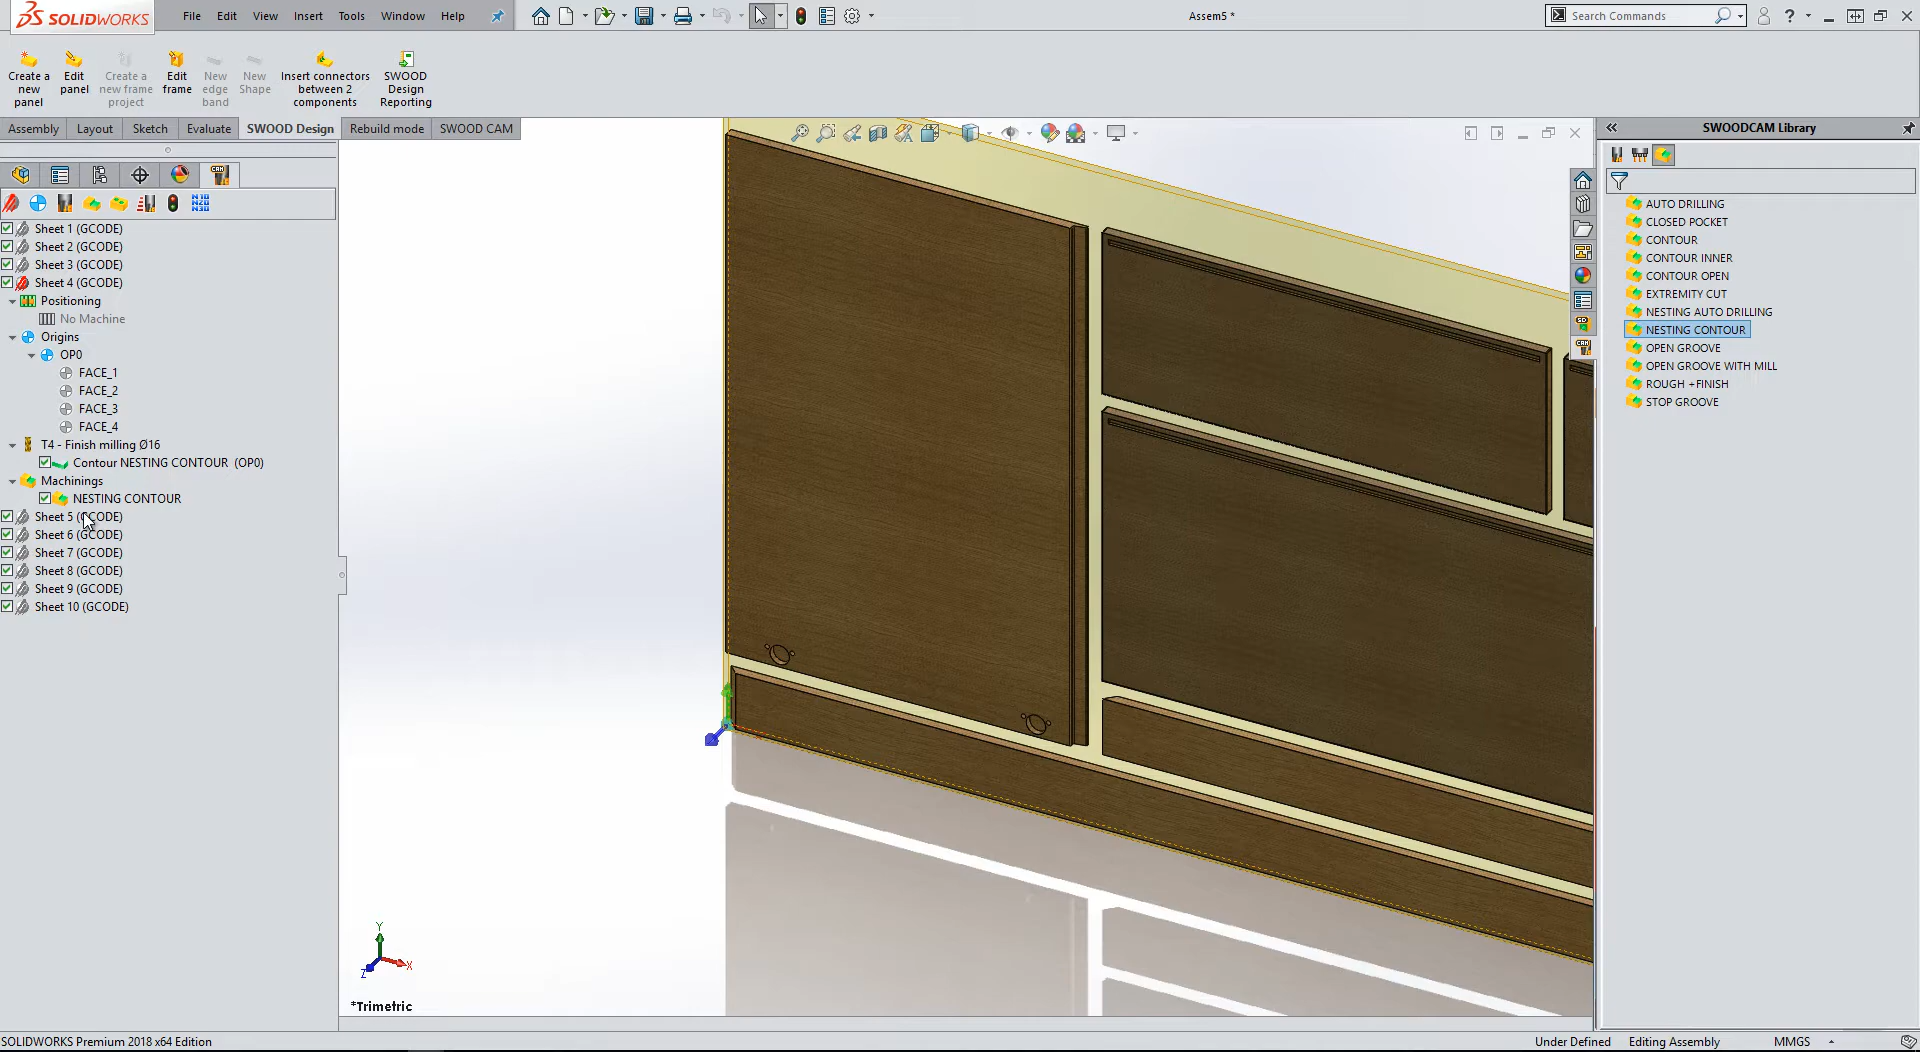 SOLIDWORKS
File Edit View Insert Tools Window Help
Assem5 *
Search Commands
?
Create a new panel
Edit panel
Create a new frame project
Edit frame
New edge band
New Shape
Insert connectors between 2 components
SWOOD Design Reporting
Assembly Layout Sketch Evaluate SWOOD Design Rebuild mode SWOOD CAM
SWOODCAM Library
Sheet 1 (GCODE)
Sheet 2 (GCODE)
Sheet 3 (GCODE)
Sheet 4 (GCODE)
Positioning
No Machine
Origins
OP0
FACE_1
FACE_2
FACE_3
FACE_4
T4 - Finish milling Ø16
Contour NESTING CONTOUR (OP0)
Machinings
NESTING CONTOUR
Sheet 5 (GCODE)
Sheet 6 (GCODE)
Sheet 7 (GCODE)
Sheet 8 (GCODE)
Sheet 9 (GCODE)
Sheet 10 (GCODE)
AUTO DRILLING
CLOSED POCKET
CONTOUR
CONTOUR INNER
CONTOUR OPEN
EXTREMITY CUT
NESTING AUTO DRILLING
NESTING CONTOUR
OPEN GROOVE
OPEN GROOVE WITH MILL
ROUGH +FINISH
STOP GROOVE
Y
X
Z
*Trimetric
SOLIDWORKS Premium 2018 x64 Edition
Under Defined Editing Assembly MMGS